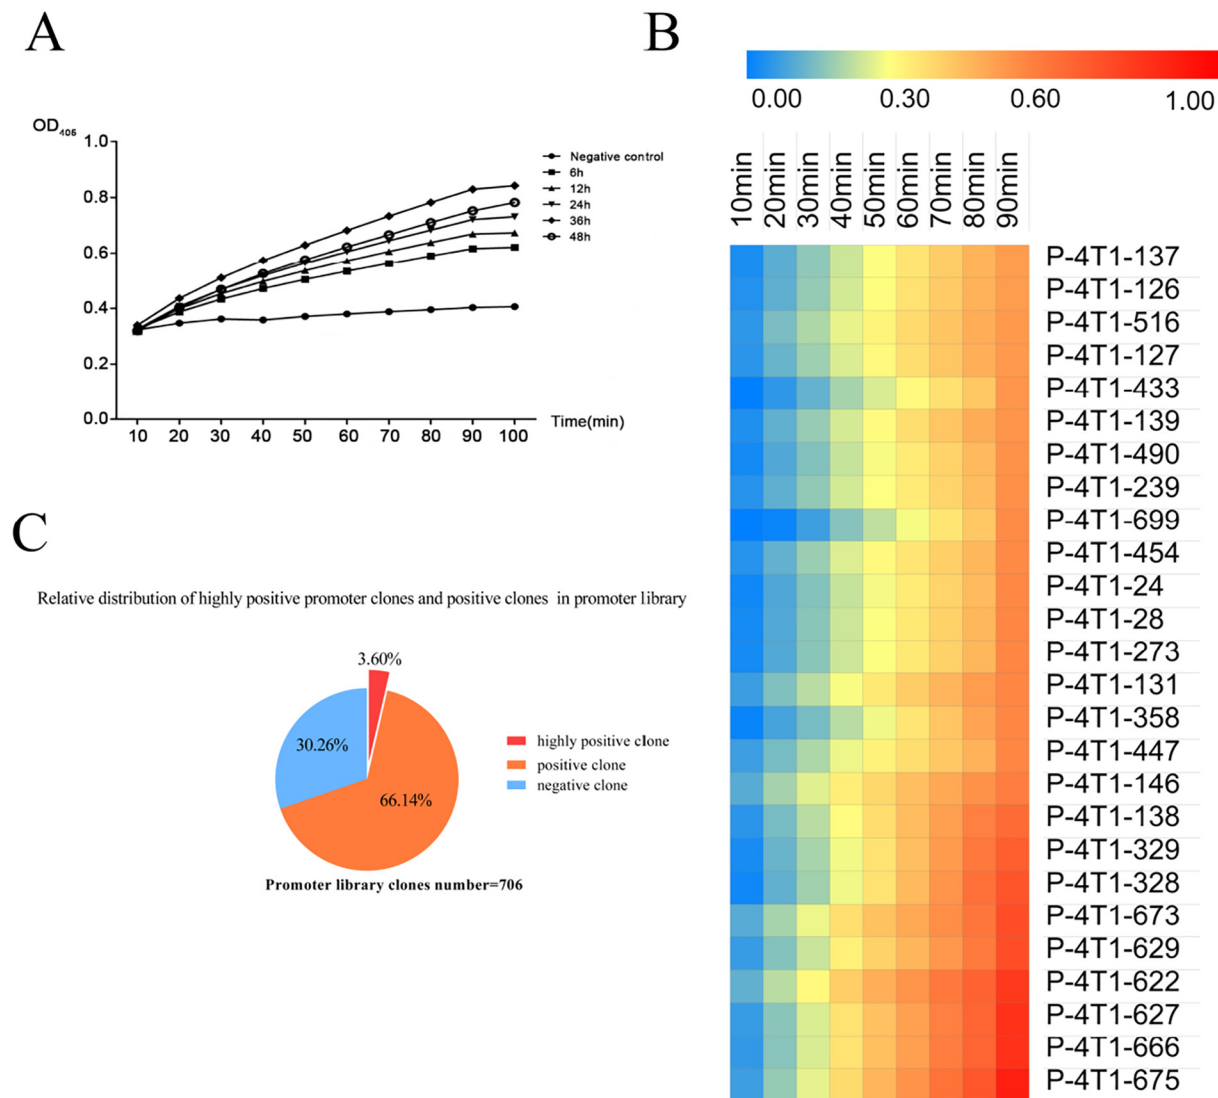 A
OD405
1.0
0.8
0.6
0.4
0.2
0.0
10 20 30 40 50 60 70 80 90 100
Time(min)
Negative control
6h
12h
24h
36h
48h
B
0.00 0.30 0.60 1.00
10min 20min 30min 40min 50min 60min 70min 80min 90min
P-4T1-137
P-4T1-126
P-4T1-516
P-4T1-127
P-4T1-433
P-4T1-139
P-4T1-490
P-4T1-239
P-4T1-699
P-4T1-454
P-4T1-24
P-4T1-28
P-4T1-273
P-4T1-131
P-4T1-358
P-4T1-447
P-4T1-146
P-4T1-138
P-4T1-329
P-4T1-328
P-4T1-673
P-4T1-629
P-4T1-622
P-4T1-627
P-4T1-666
P-4T1-675
C
Relative distribution of highly positive promoter clones and positive clones in promoter library
3.60%
30.26%
66.14%
highly positive clone
positive clone
negative clone
Promoter library clones number=706